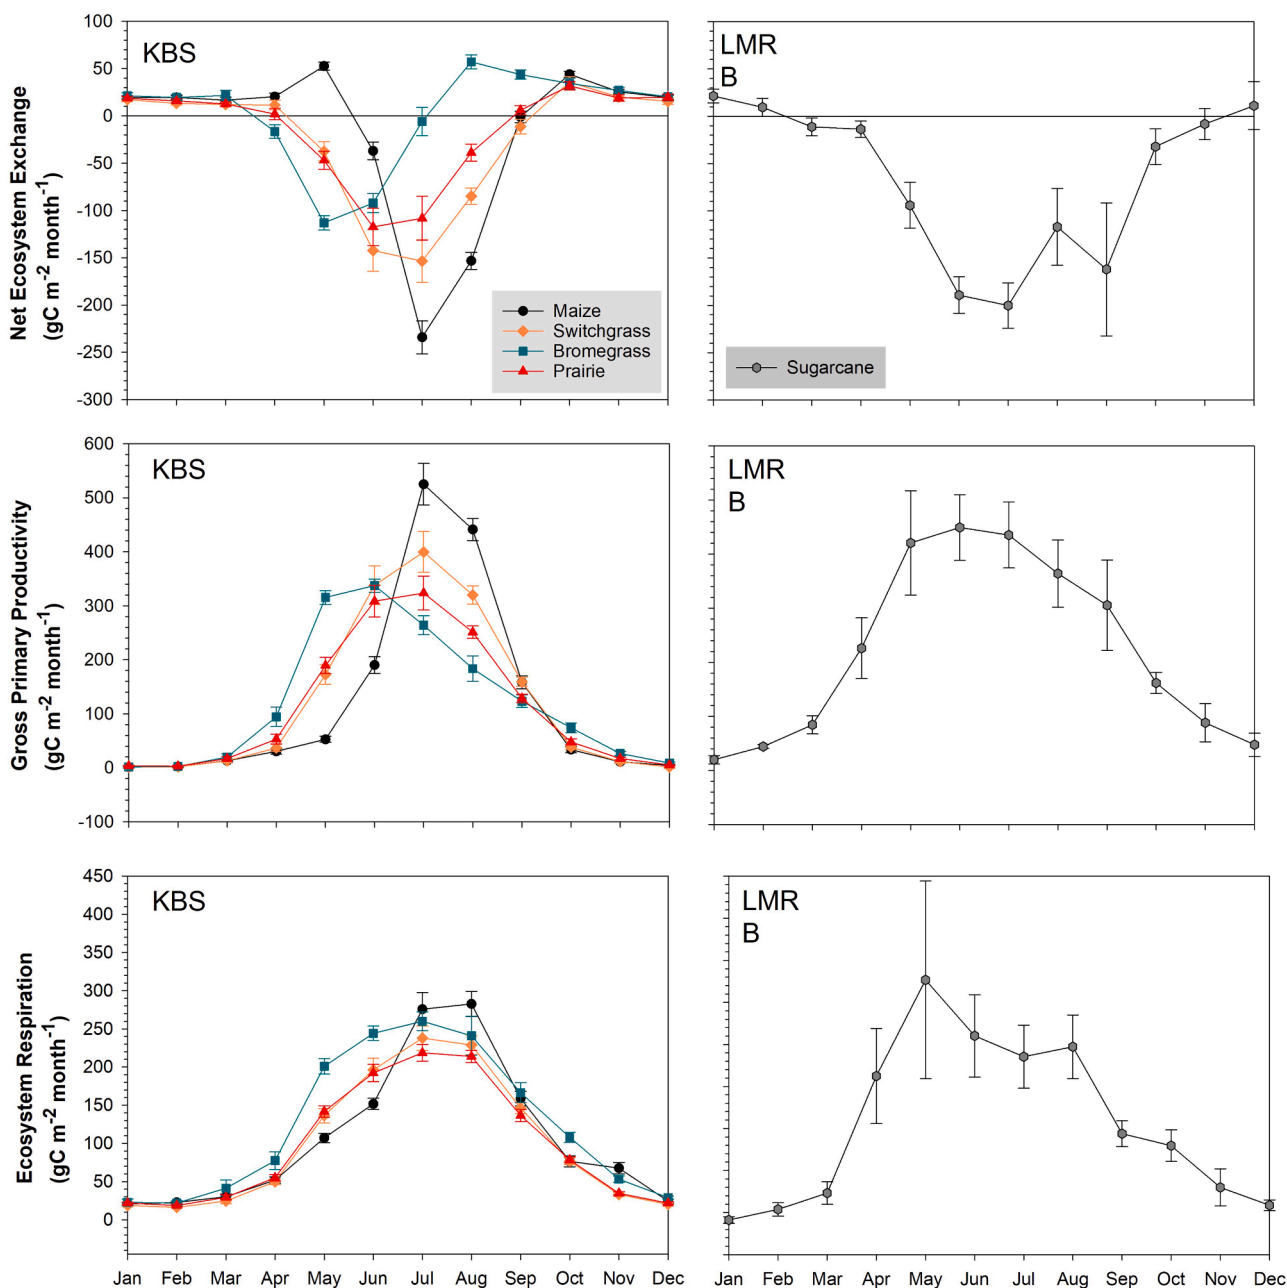 Net Ecosystem Exchange
(gC m⁻² month⁻¹)
100
50
0
-50
-100
-150
-200
-250
-300
KBS
Maize
Switchgrass
Bromegrass
Prairie
LMR
B
Sugarcane
Gross Primary Productivity
(gC m⁻² month⁻¹)
600
500
400
300
200
100
0
-100
KBS
LMR
B
Ecosystem Respiration
(gC m⁻² month⁻¹)
450
400
350
300
250
200
150
100
50
0
KBS
LMR
B
Jan Feb Mar Apr May Jun Jul Aug Sep Oct Nov Dec
Jan Feb Mar Apr May Jun Jul Aug Sep Oct Nov Dec